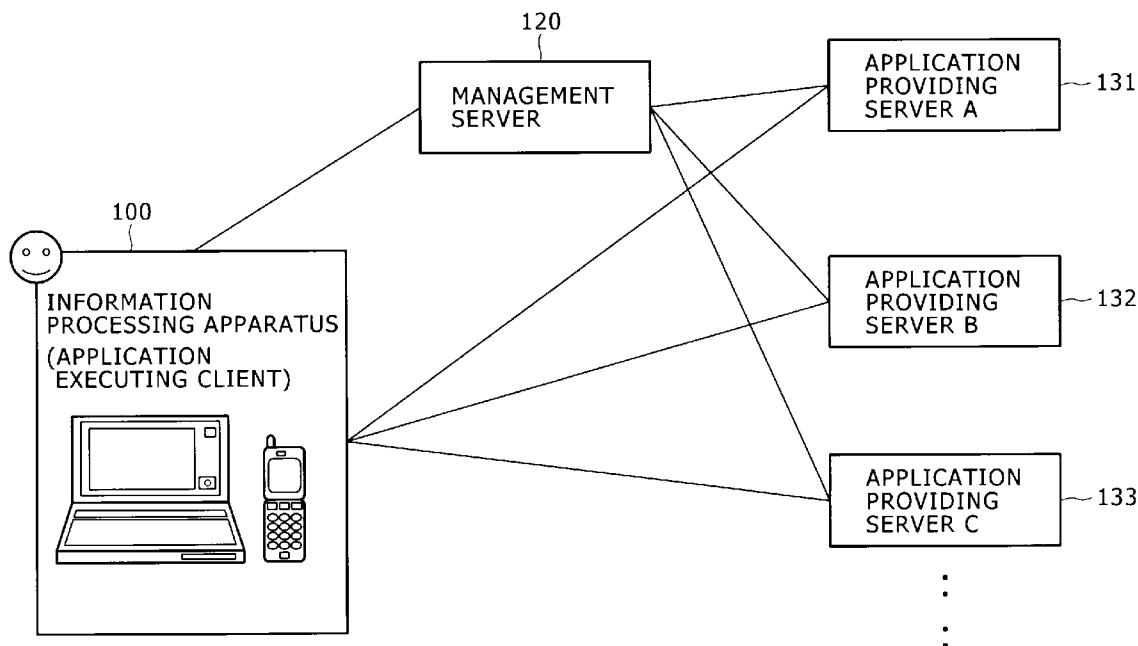 120
MANAGEMENT
SERVER
APPLICATION
PROVIDING
SERVER A
131
100
INFORMATION
PROCESSING APPARATUS
(APPLICATION
EXECUTING CLIENT)
APPLICATION
PROVIDING
SERVER B
132
APPLICATION
PROVIDING
SERVER C
133